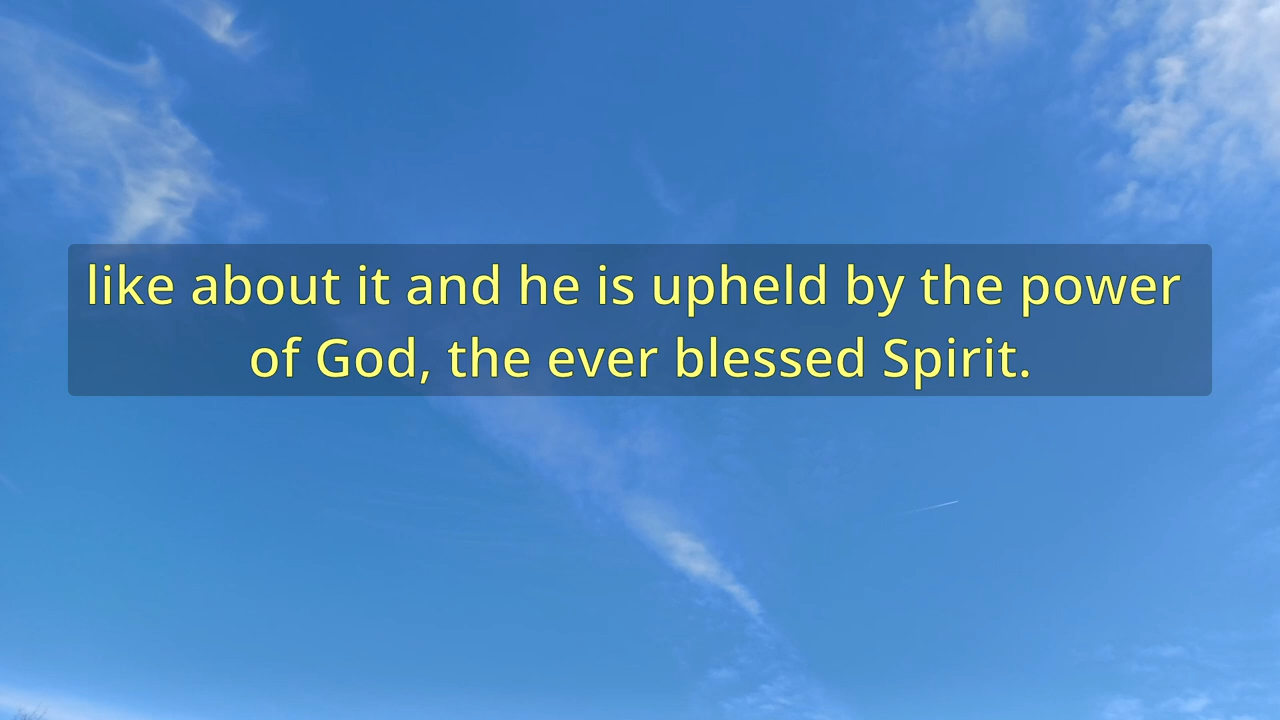 like about it and he is upheld by the power
of God, the ever blessed Spirit.